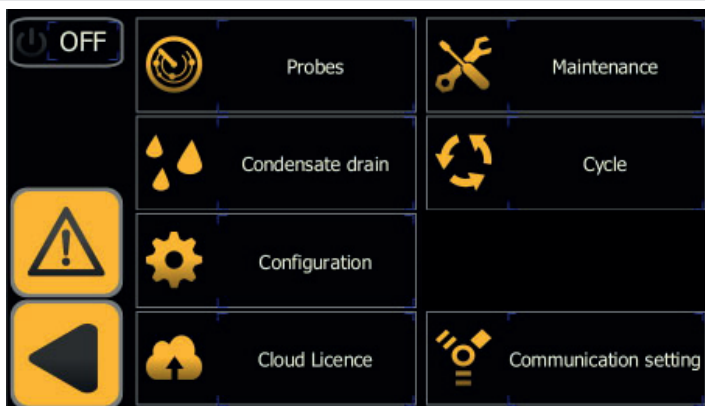 OFF
Probes
Maintenance
Condensate drain
Cycle
Configuration
Cloud Licence
Communication setting